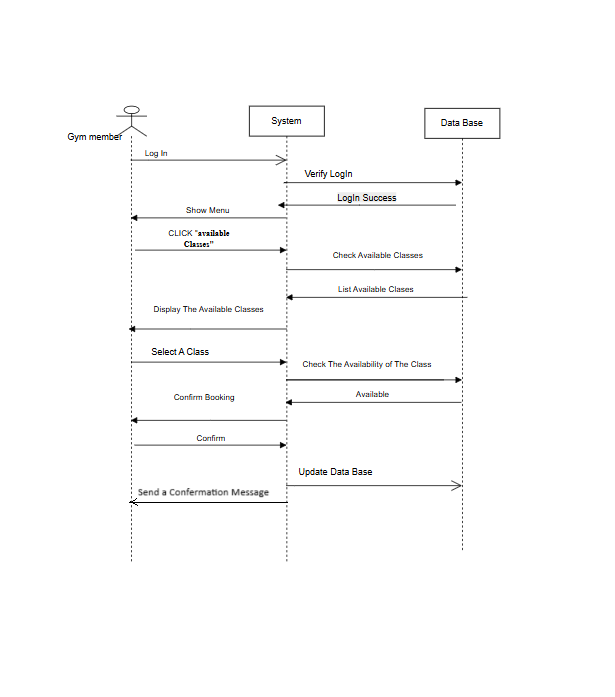 System
Data Base
Gym member
Log In
Verify LogIn
LogIn Success
Show Menu
CLICK "available
Classes"
Check Available Classes
List Available Clases
Display The Available Classes
Select A Class
Check The Availability of The Class
Confirm Booking
Available
Confirm
Update Data Base
Send a Confermation Message